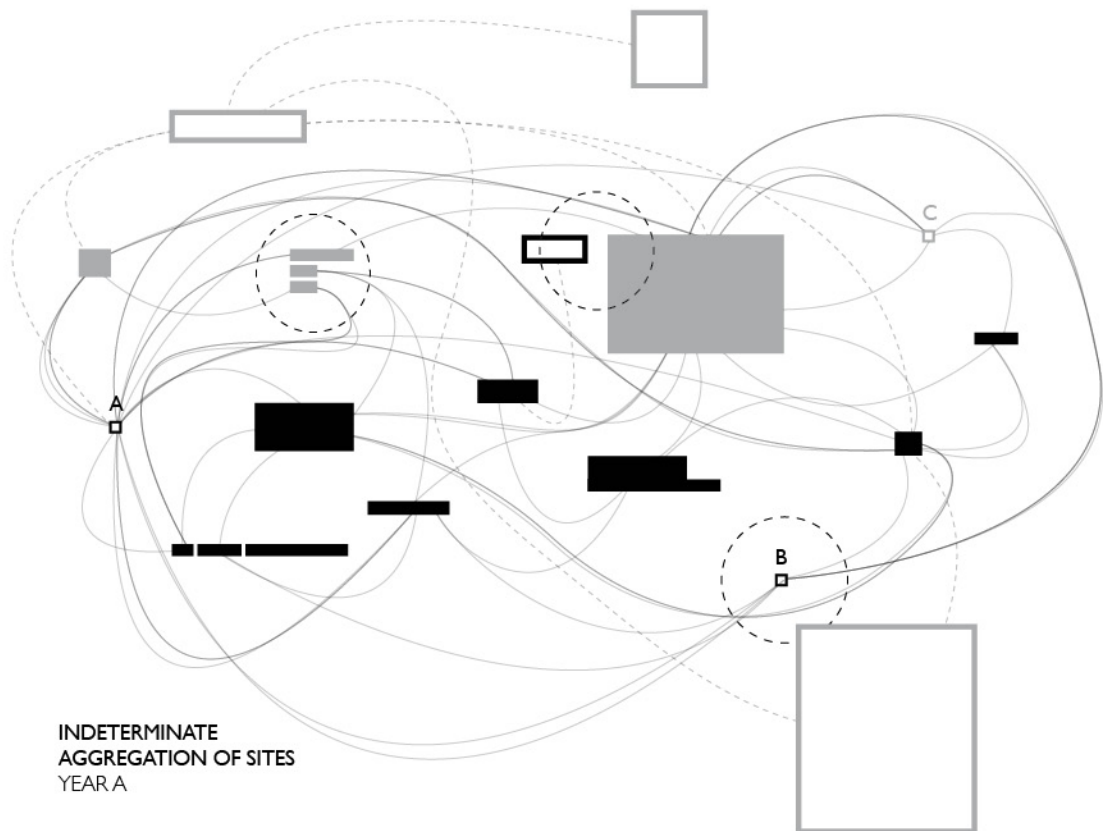 C
A
B
INDETERMINATE
AGGREGATION OF SITES
YEAR A